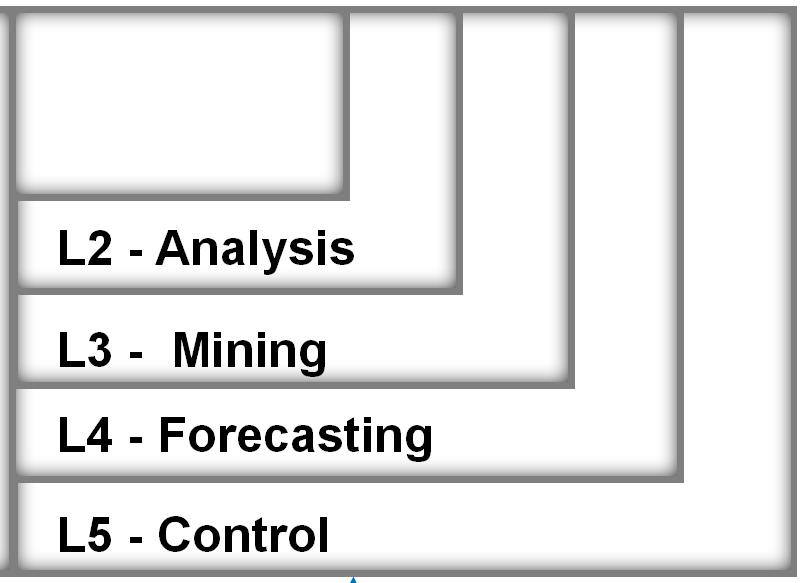 L2 - Analysis
L3 - Mining
L4 - Forecasting
L5 - Control